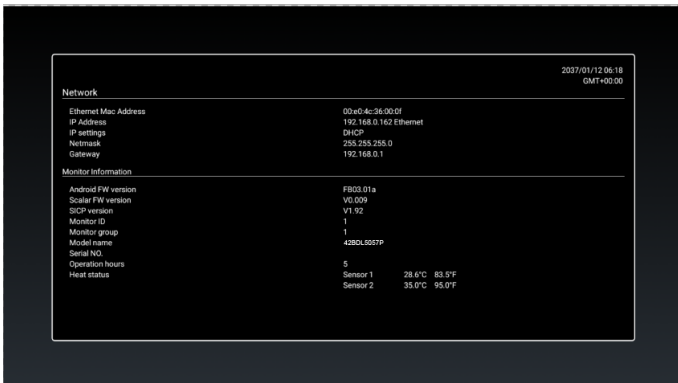 2037/01/12 06:18
GMT+00:00
Network
Ethernet Mac Address 00:e0:4c:36:00:0f
IP Address 192.168.0.162 Ethernet
IP settings DHCP
Netmask 255.255.255.0
Gateway 192.168.0.1
Monitor Information
Android FW version FB03.01a
Scalar FW version V0.009
SICP version V1.92
Monitor ID 1
Monitor group 1
Model name 42BDL5057P
Serial NO.
Operation hours 5
Heat status Sensor 1 28.6°C 83.5°F
Sensor 2 35.0°C 95.0°F